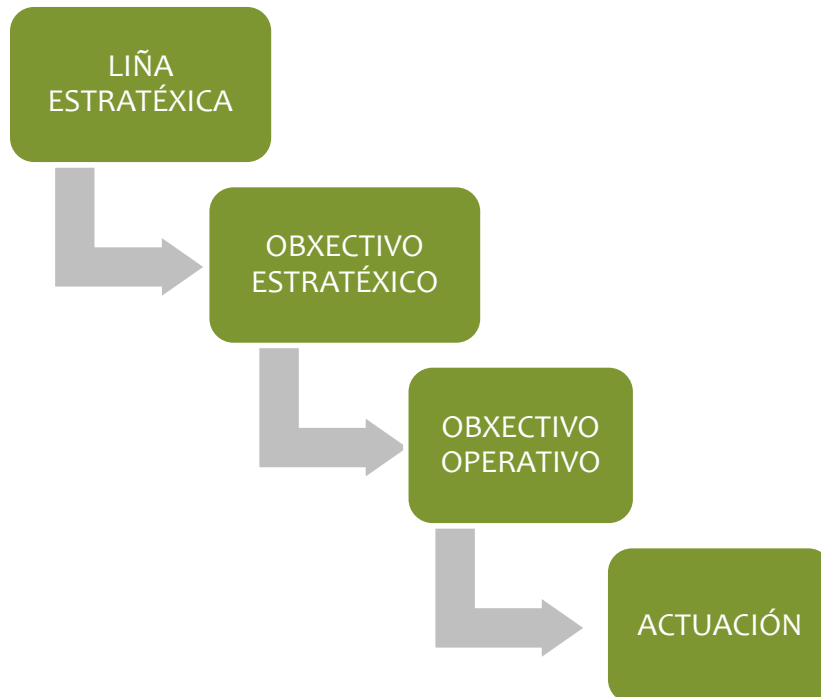 LIÑA
ESTRATÉXICA
OBXECTIVO
ESTRATÉXICO
OBXECTIVO
OPERATIVO
ACTUACIÓN